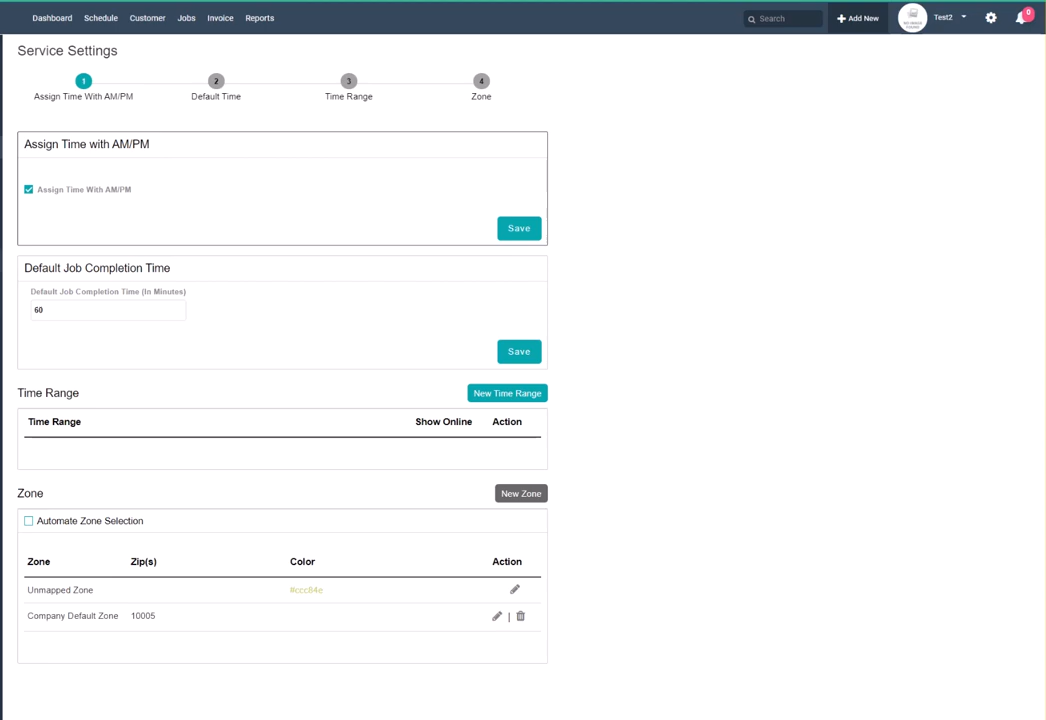 Dashboard Schedule Customer Jobs Invoice Reports Search + Add New Test2 0
Service Settings
1 2 3 4
Assign Time With AM/PM Default Time Time Range Zone
Assign Time with AM/PM
Assign Time With AM/PM
Save
Default Job Completion Time
Default Job Completion Time (In Minutes)
60
Save
Time Range New Time Range
Time Range Show Online Action
Zone New Zone
Automate Zone Selection
Zone Zip(s) Color Action
Unmapped Zone #ccc84e
Company Default Zone 10005 |